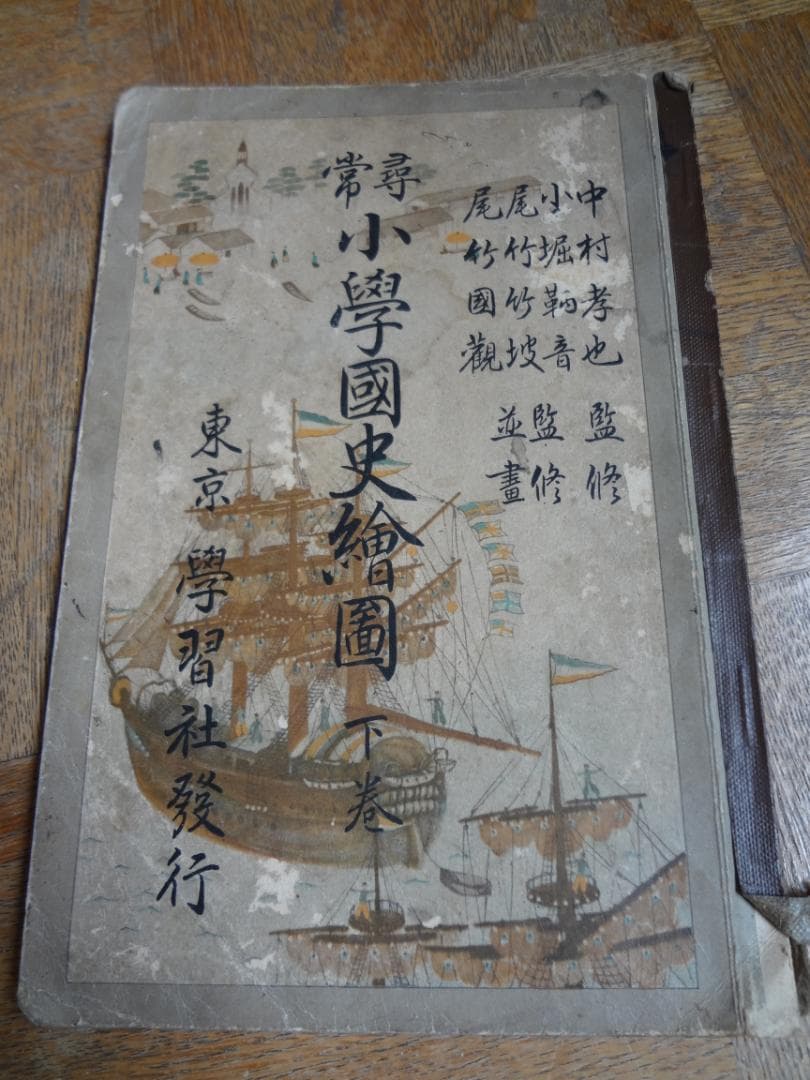 中村孝也 監修
小堀鞆音 監修
尾竹竹坡 並畫
尾竹國觀
尋常小學國史繪圖 下卷
東京 學習社發行